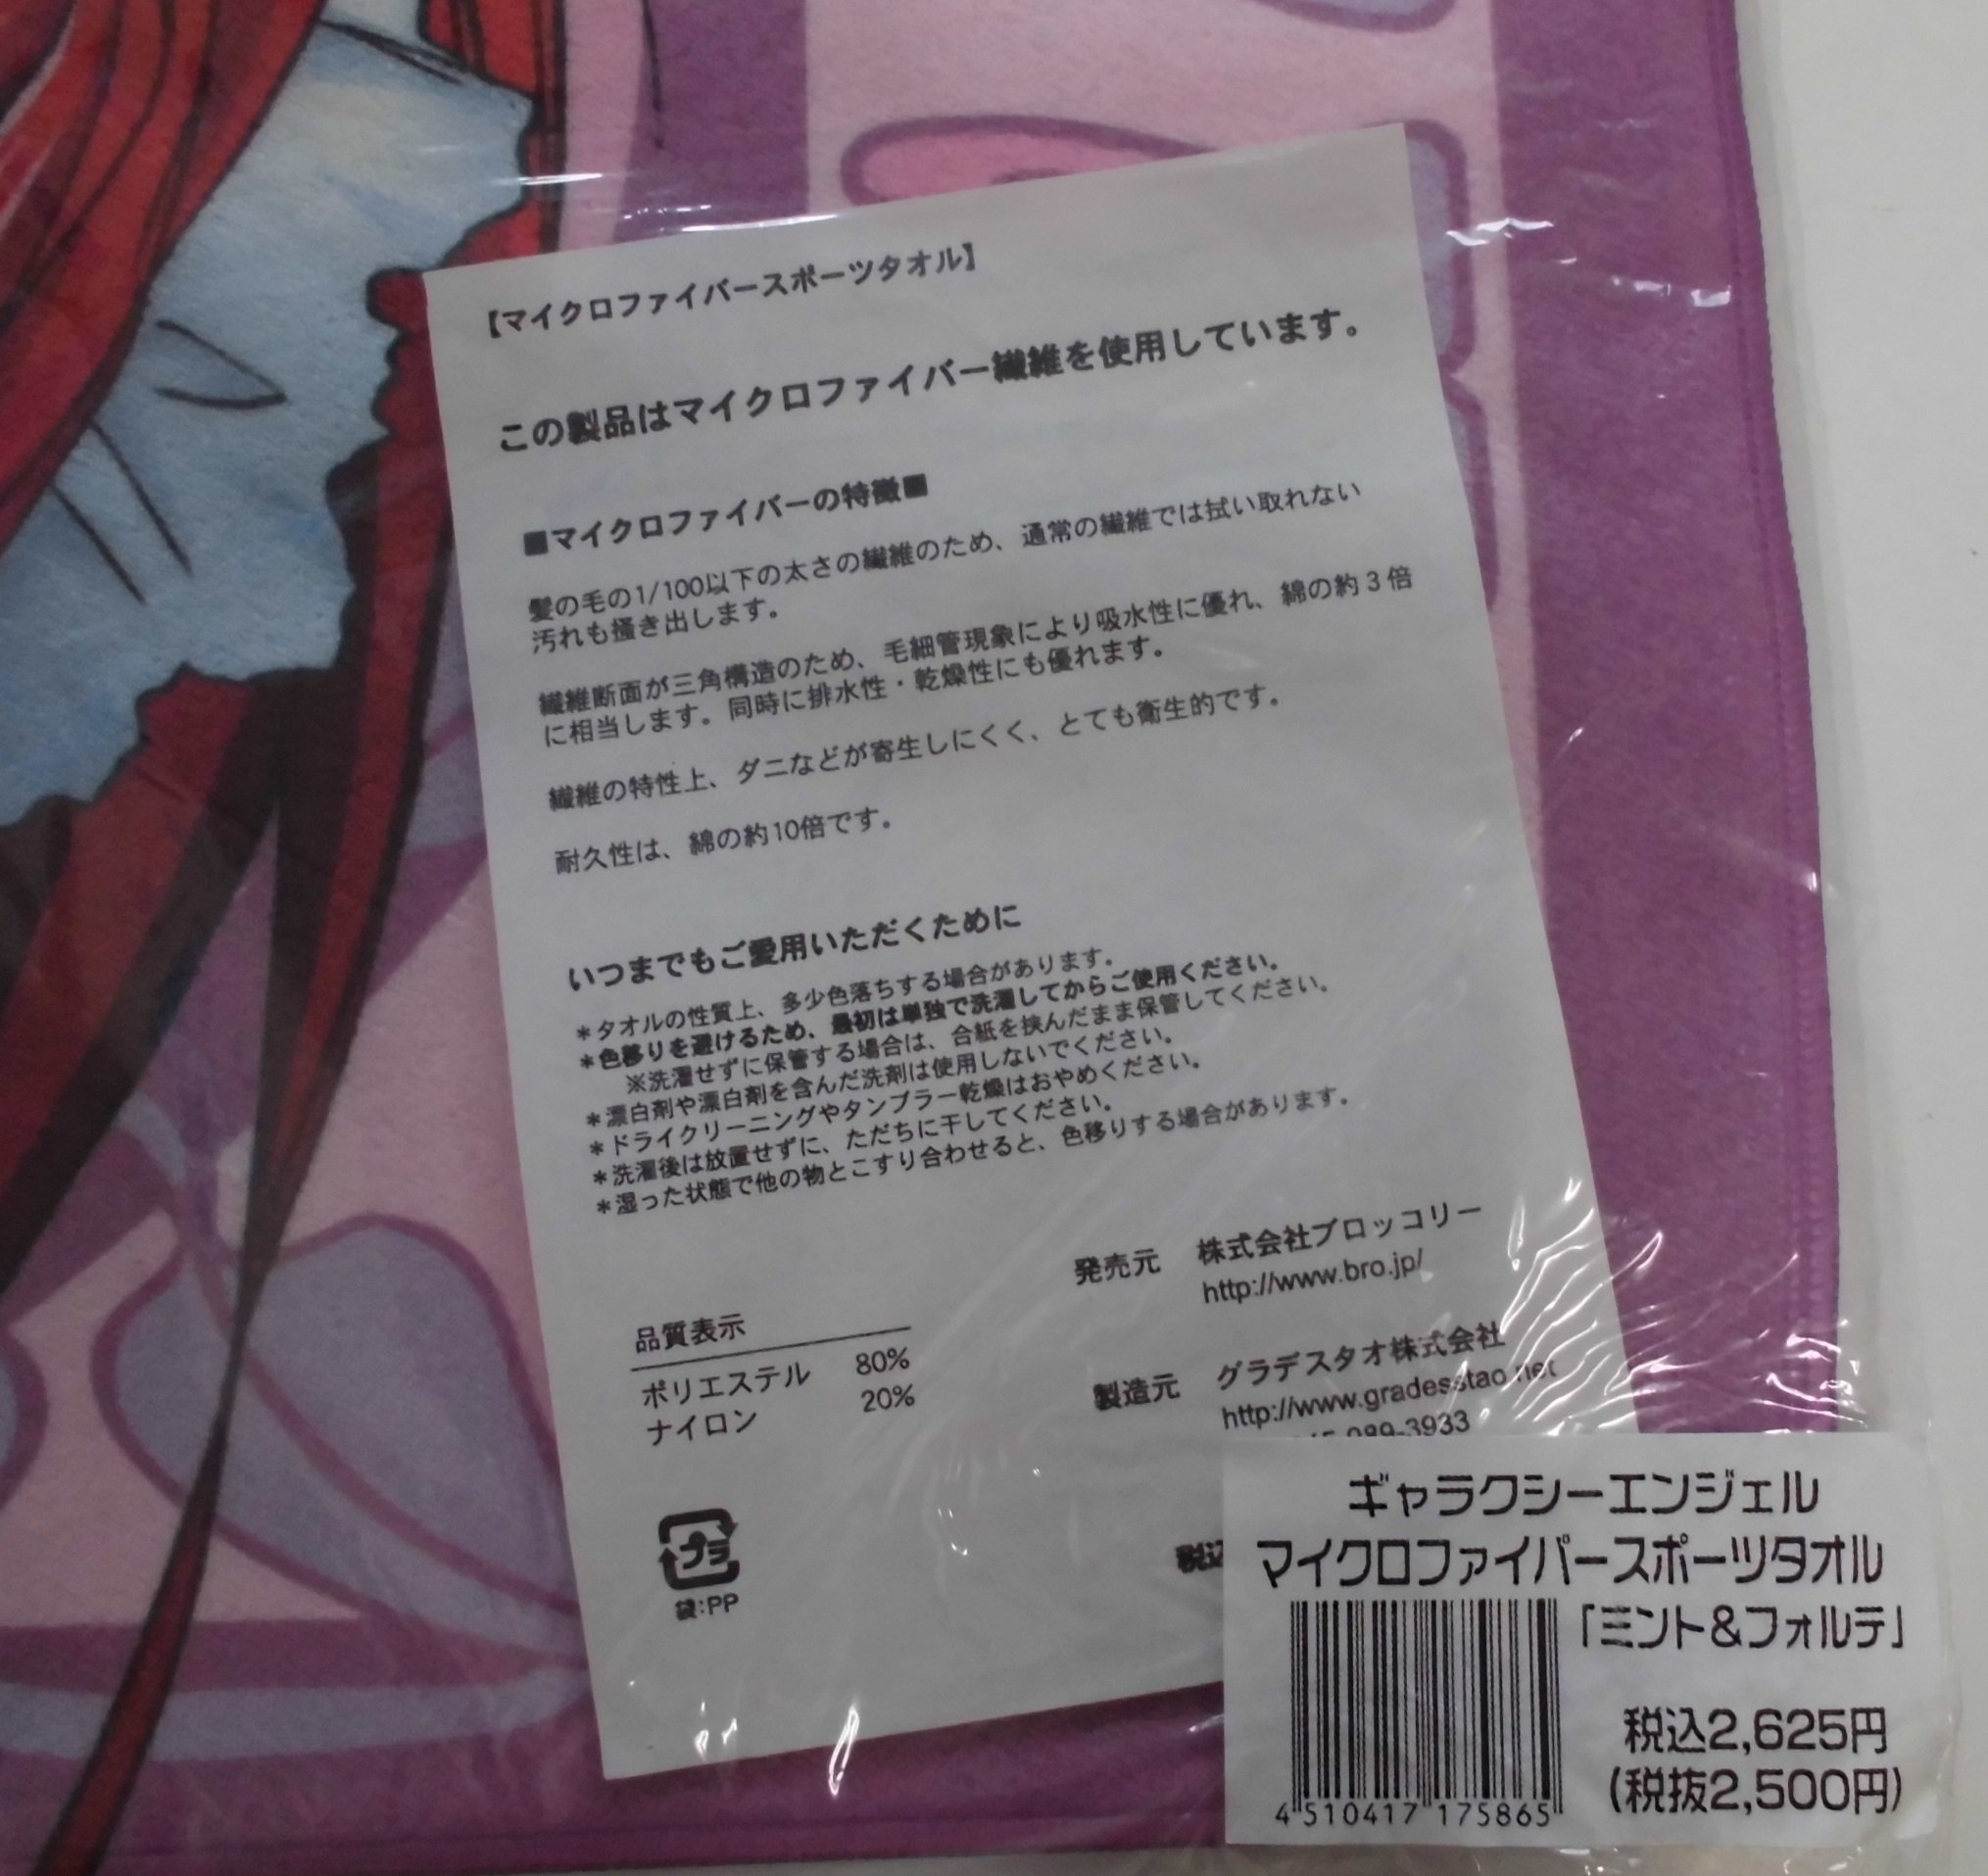 【マイクロファイバースポーツタオル】
この製品はマイクロファイバー繊維を使用しています。
■マイクロファイバーの特徴■
髪の毛の1/100以下の太さの繊維のため、通常の繊維では拭い取れない
汚れも掻き出します。
繊維断面が三角構造のため、毛細管現象により吸水性に優れ、綿の約3倍
に相当します。同時に排水性・乾燥性にも優れます。
繊維の特性上、ダニなどが寄生しにくく、とても衛生的です。
耐久性は、綿の約10倍です。
いつまでもご愛用いただくために
＊タオルの性質上、多少色落ちする場合があります。
＊色移りを避けるため、最初は単独で洗濯してからご使用ください。
※洗濯せずに保管する場合は、合紙を挟んだまま保管してください。
＊漂白剤や漂白剤を含んだ洗剤は使用しないでください。
＊ドライクリーニングやタンブラー乾燥はおやめください。
＊洗濯後は放置せずに、ただちに干してください。
＊湿った状態で他の物とこすり合わせると、色移りする場合があります。
発売元 株式会社ブロッコリー
http://www.bro.jp/
製造元 グラデスタオ株式会社
http://www.gradesstao.net
989-3933
品質表示
ポリエステル 80%
ナイロン 20%
プラ
袋:PP
税込
ギャラクシーエンジェル
マイクロファイバースポーツタオル
「ミント&フォルテ」
税込2,625円
(税抜2,500円)
4510417175865